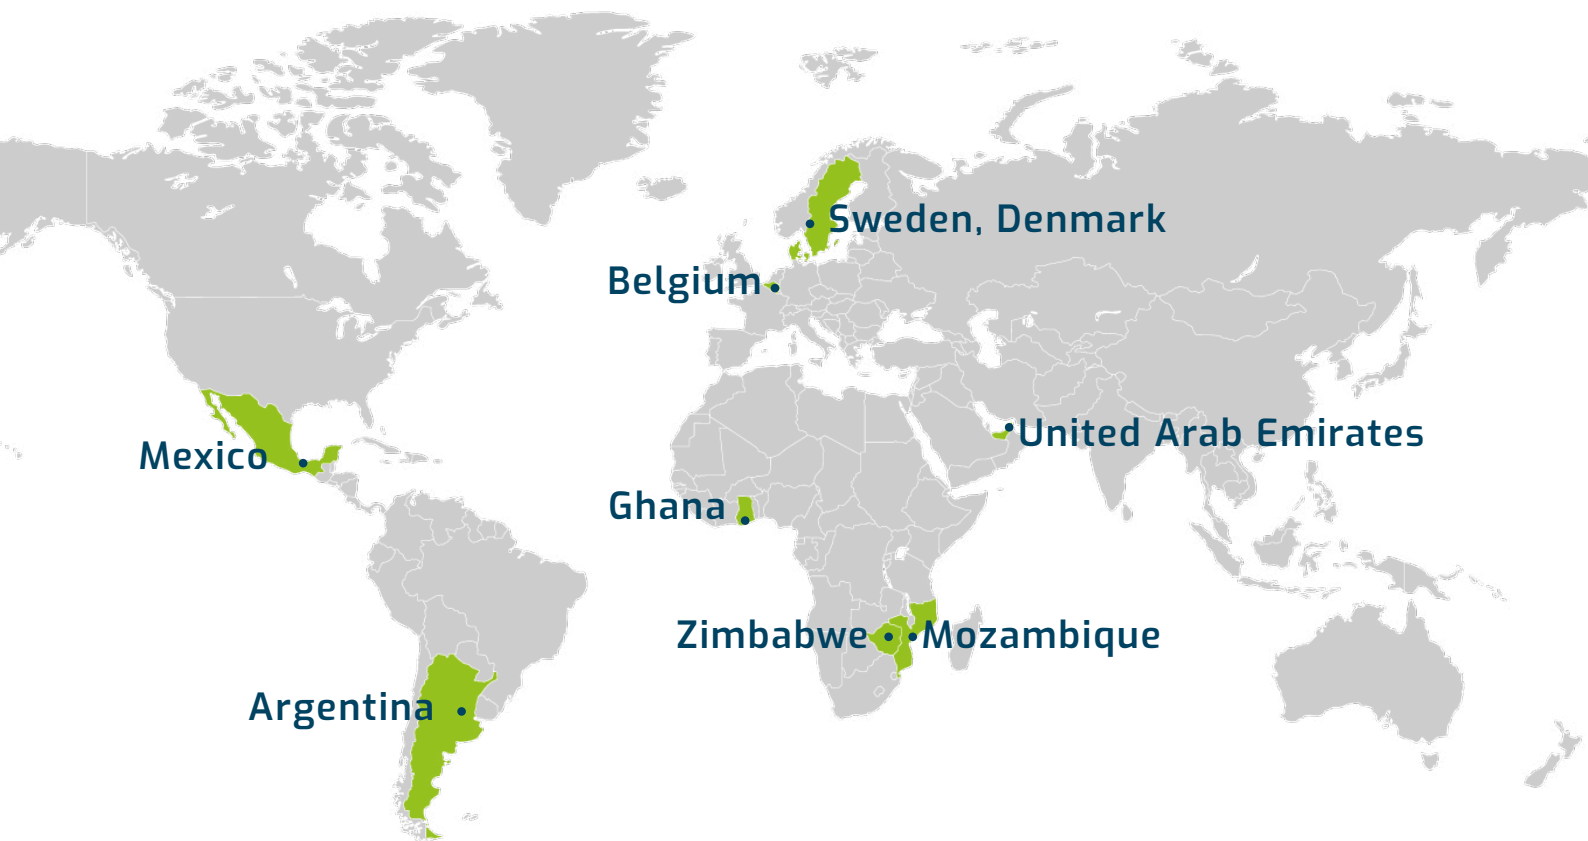 Sweden, Denmark
Belgium
United Arab Emirates
Mexico
Ghana
Zimbabwe
Mozambique
Argentina